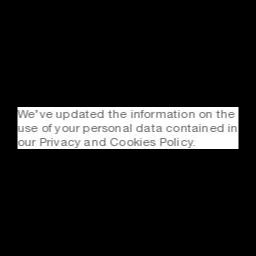 We've updated the information on the
use of your personal data contained in
our Privacy and Cookies Policy.